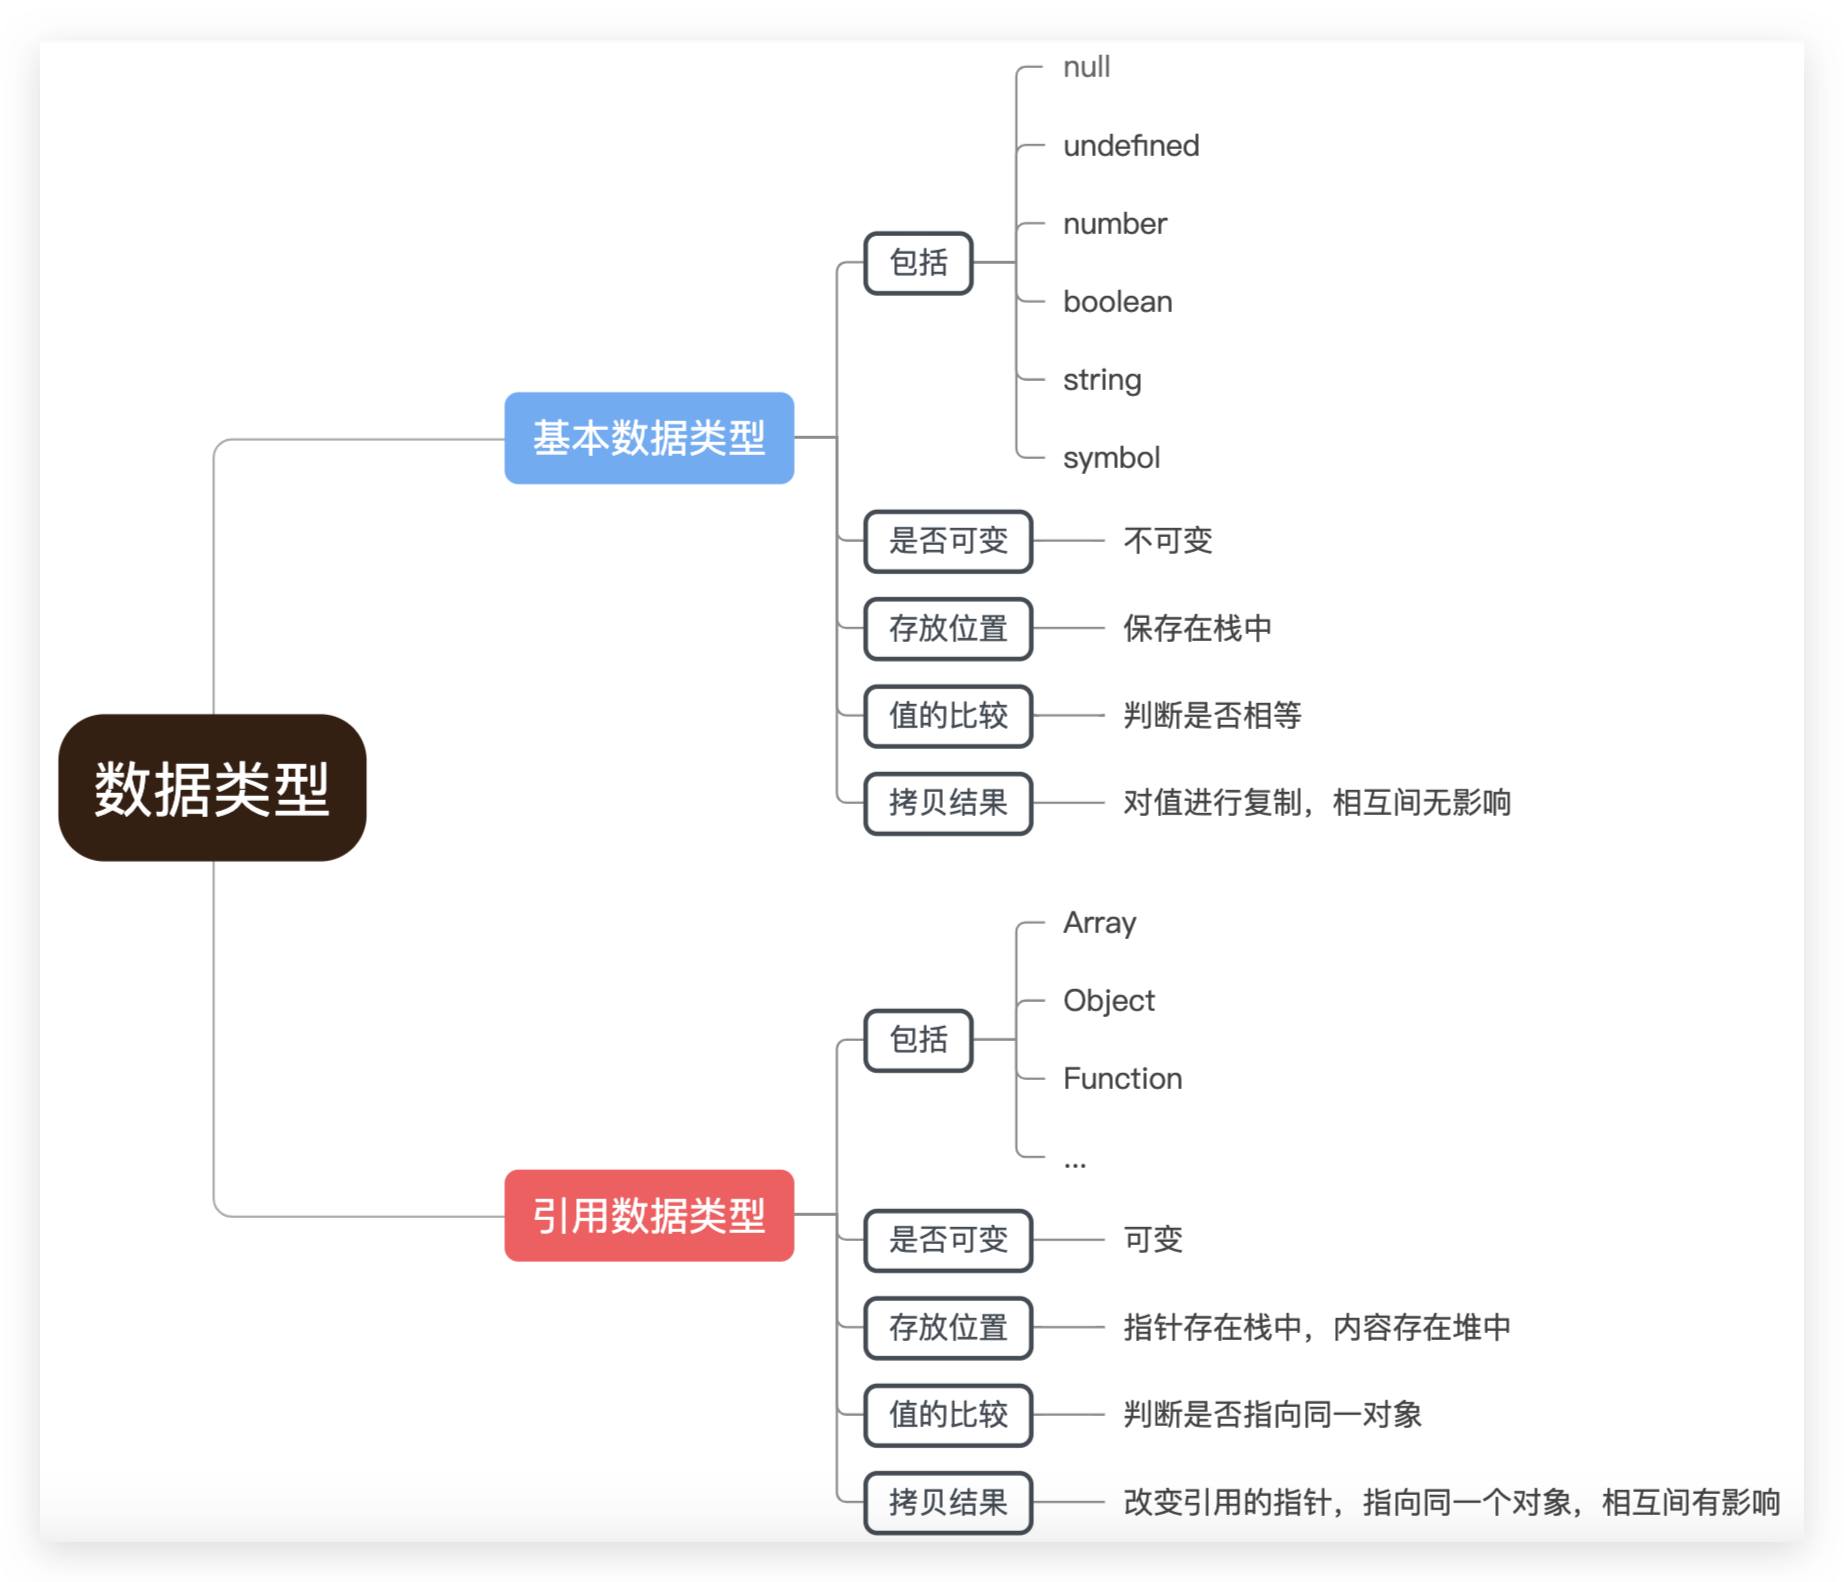 数据类型
基本数据类型
包括
null
undefined
number
boolean
string
symbol
是否可变
不可变
存放位置
保存在栈中
值的比较
判断是否相等
拷贝结果
对值进行复制，相互间无影响
引用数据类型
包括
Array
Object
Function
...
是否可变
可变
存放位置
指针存在栈中，内容存在堆中
值的比较
判断是否指向同一对象
拷贝结果
改变引用的指针，指向同一个对象，相互间有影响